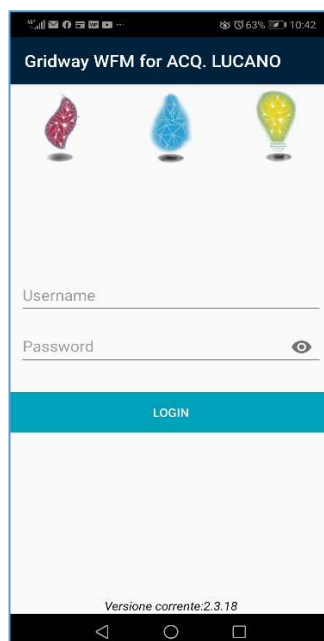 63% 10:42
Gridway WFM for ACQ. LUCANO
Username
Password
LOGIN
Versione corrente:2.3.18